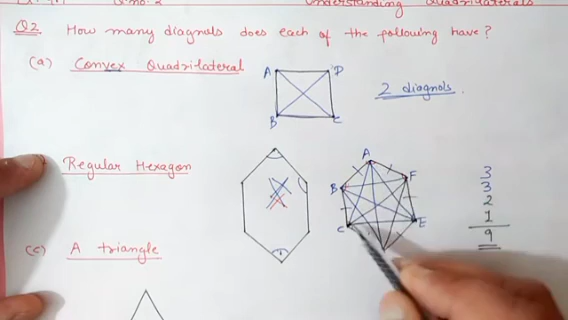 Understanding Quadrilaterals
Q2 How many diagnols does each of the following have?
(a) Convex Quadrilateral
A D
B C
2 diagnols.
Regular Hexagon
A
B F
C E
3
3
2
1
9
(c) A triangle